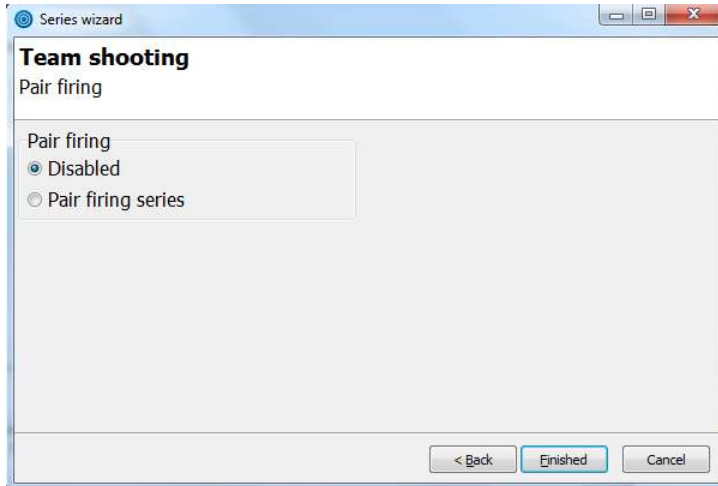 Series wizard
Team shooting
Pair firing
Pair firing
Disabled
Pair firing series
< Back Finished Cancel